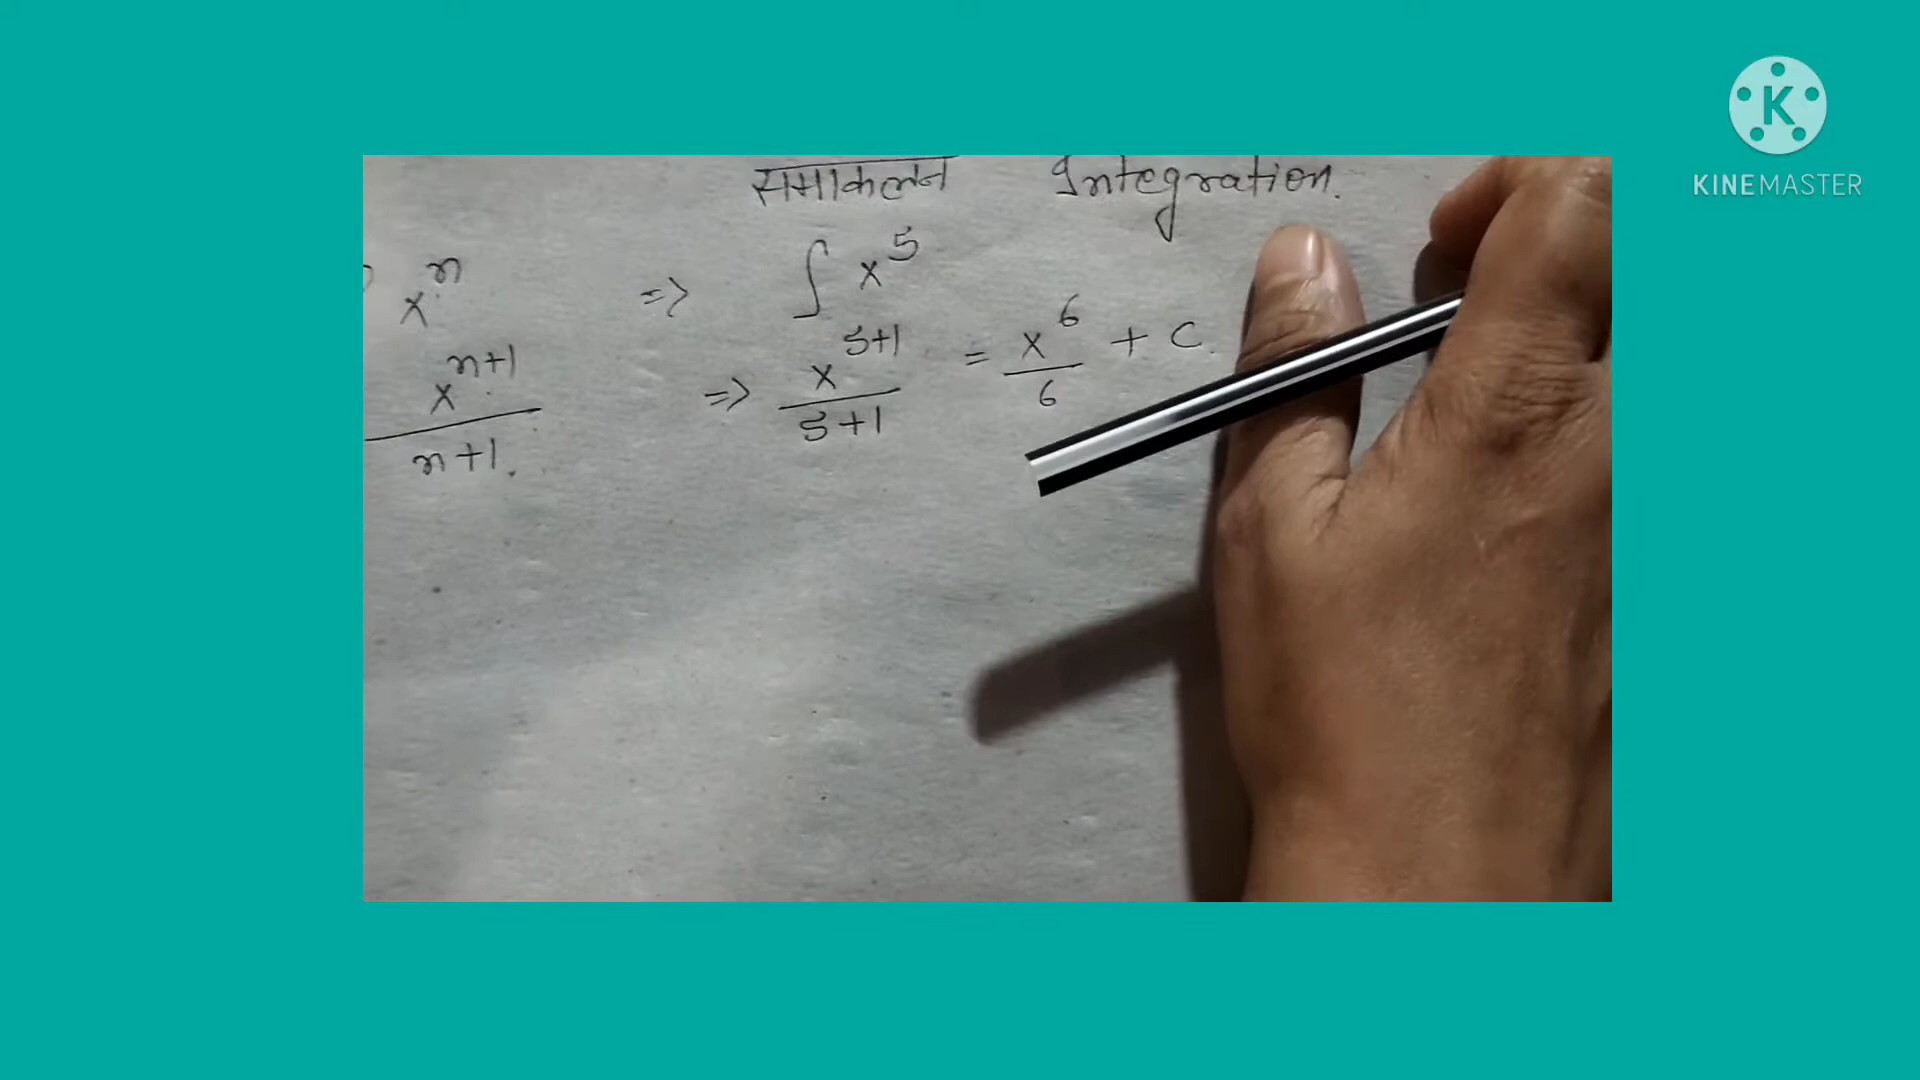 समाकलन Integration.
x^n => ∫ x^5
x^(n+1) / n+1. => x^(5+1) / 5+1 = x^6 / 6 + C
KINEMASTER